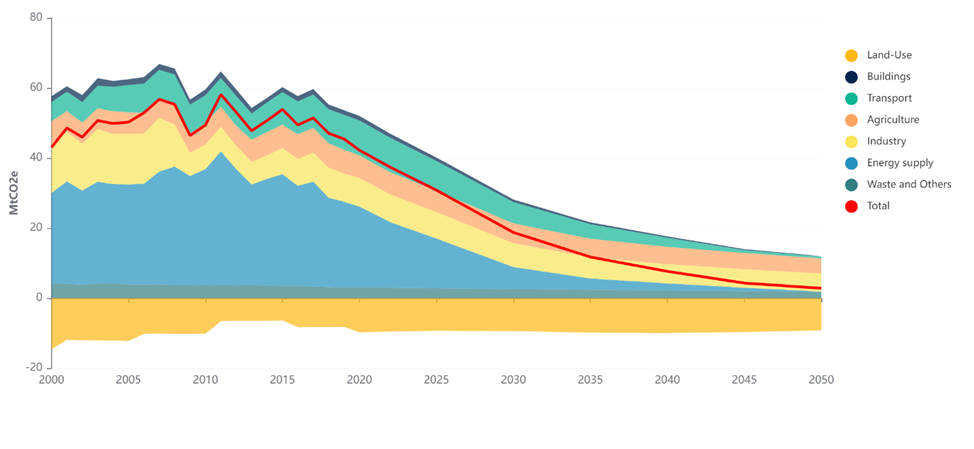 80
60
40
20
0
-20
MtCO2e
2000 2005 2010 2015 2020 2025 2030 2035 2040 2045 2050
Land-Use
Buildings
Transport
Agriculture
Industry
Energy supply
Waste and Others
Total